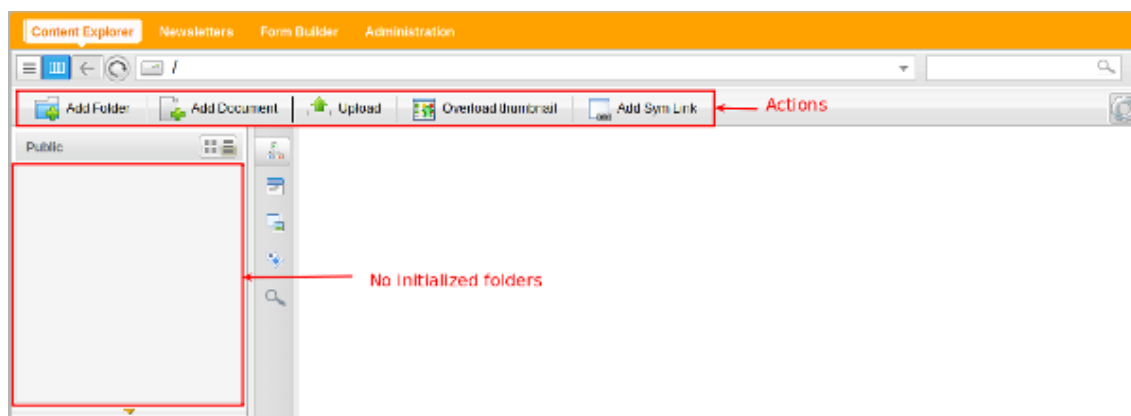 Content Explorer Newsletters Form Builder Administration
/
Add Folder Add Document Upload Overload thumbnail Add Sym Link Actions
Public
No initialized folders